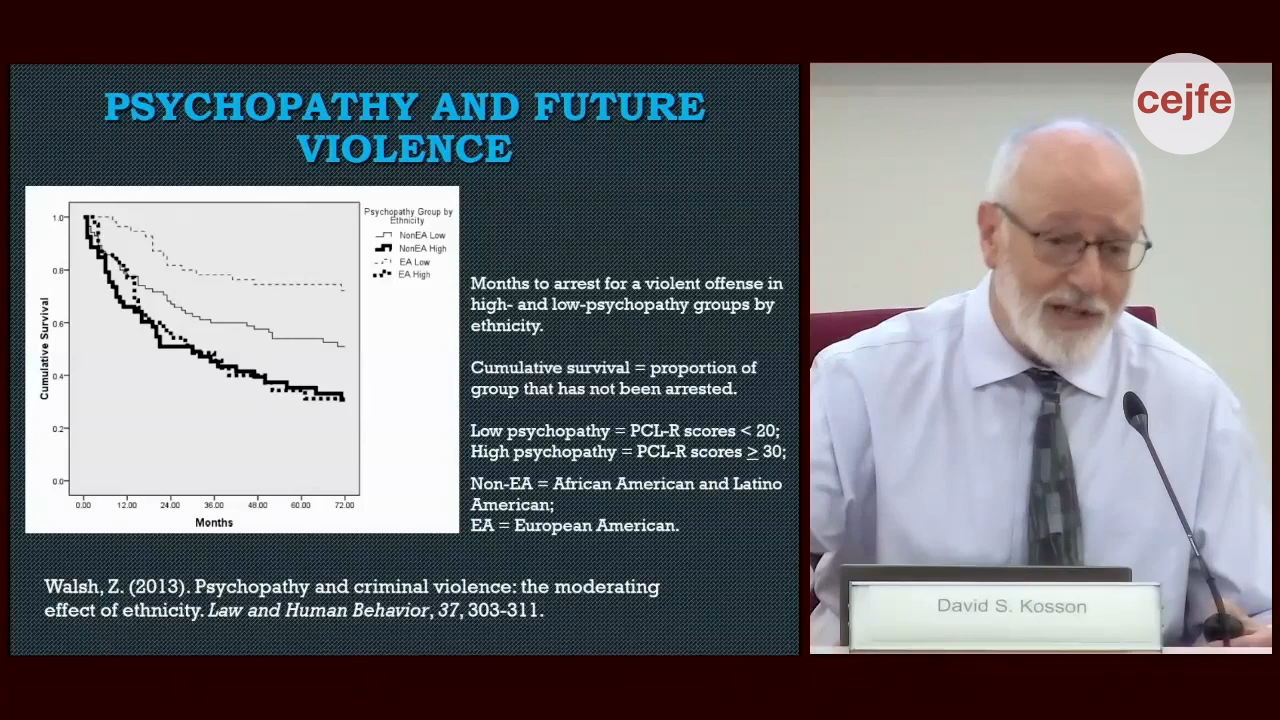 PSYCHOPATHY AND FUTURE
VIOLENCE
Psychopathy Group by
Ethnicity
NonEA Low
NonEA High
EA Low
EA High
Cumulative Survival
1.0
0.8
0.6
0.4
0.2
0.0
0.00 12.00 24.00 36.00 48.00 60.00 72.00
Months
Months to arrest for a violent offense in
high- and low-psychopathy groups by
ethnicity.
Cumulative survival = proportion of
group that has not been arrested.
Low psychopathy = PCL-R scores < 20;
High psychopathy = PCL-R scores ≥ 30;
Non-EA = African American and Latino
American;
EA = European American.
Walsh, Z. (2013). Psychopathy and criminal violence: the moderating
effect of ethnicity. Law and Human Behavior, 37, 303-311.
cejfe
David S. Kosson